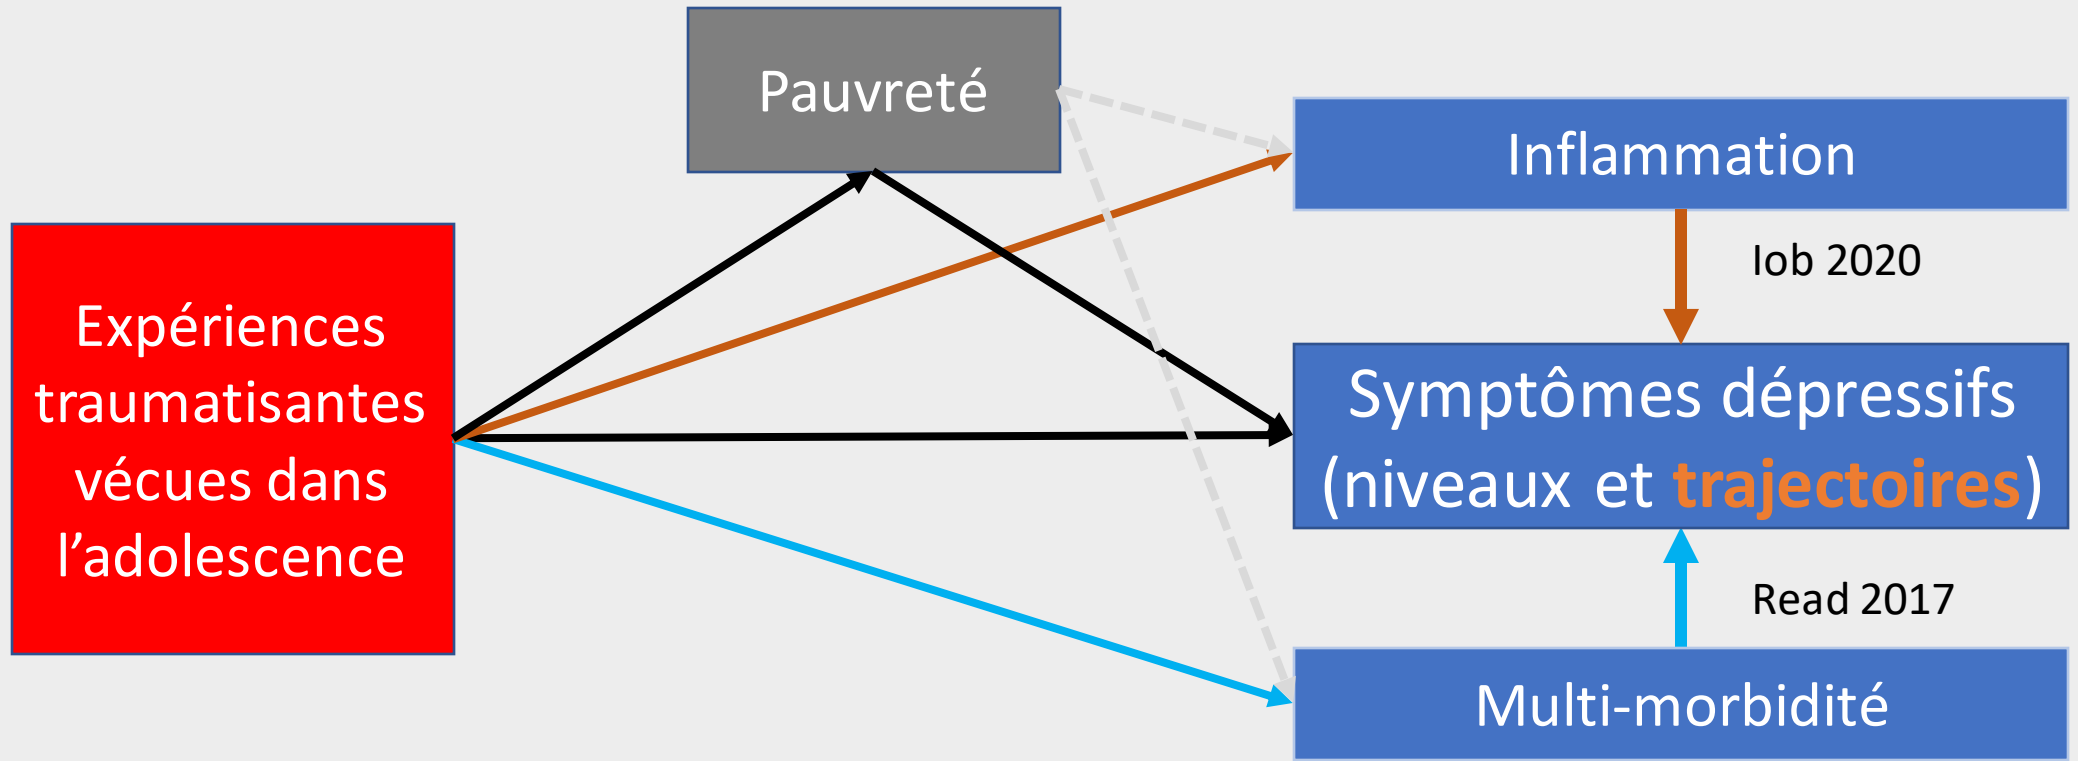 Pauvreté
Inflammation
Iob 2020
Expériences
traumatisantes
vécues dans
l’adolescence
Symptômes dépressifs
(niveaux et trajectoires)
Read 2017
Multi-morbidité